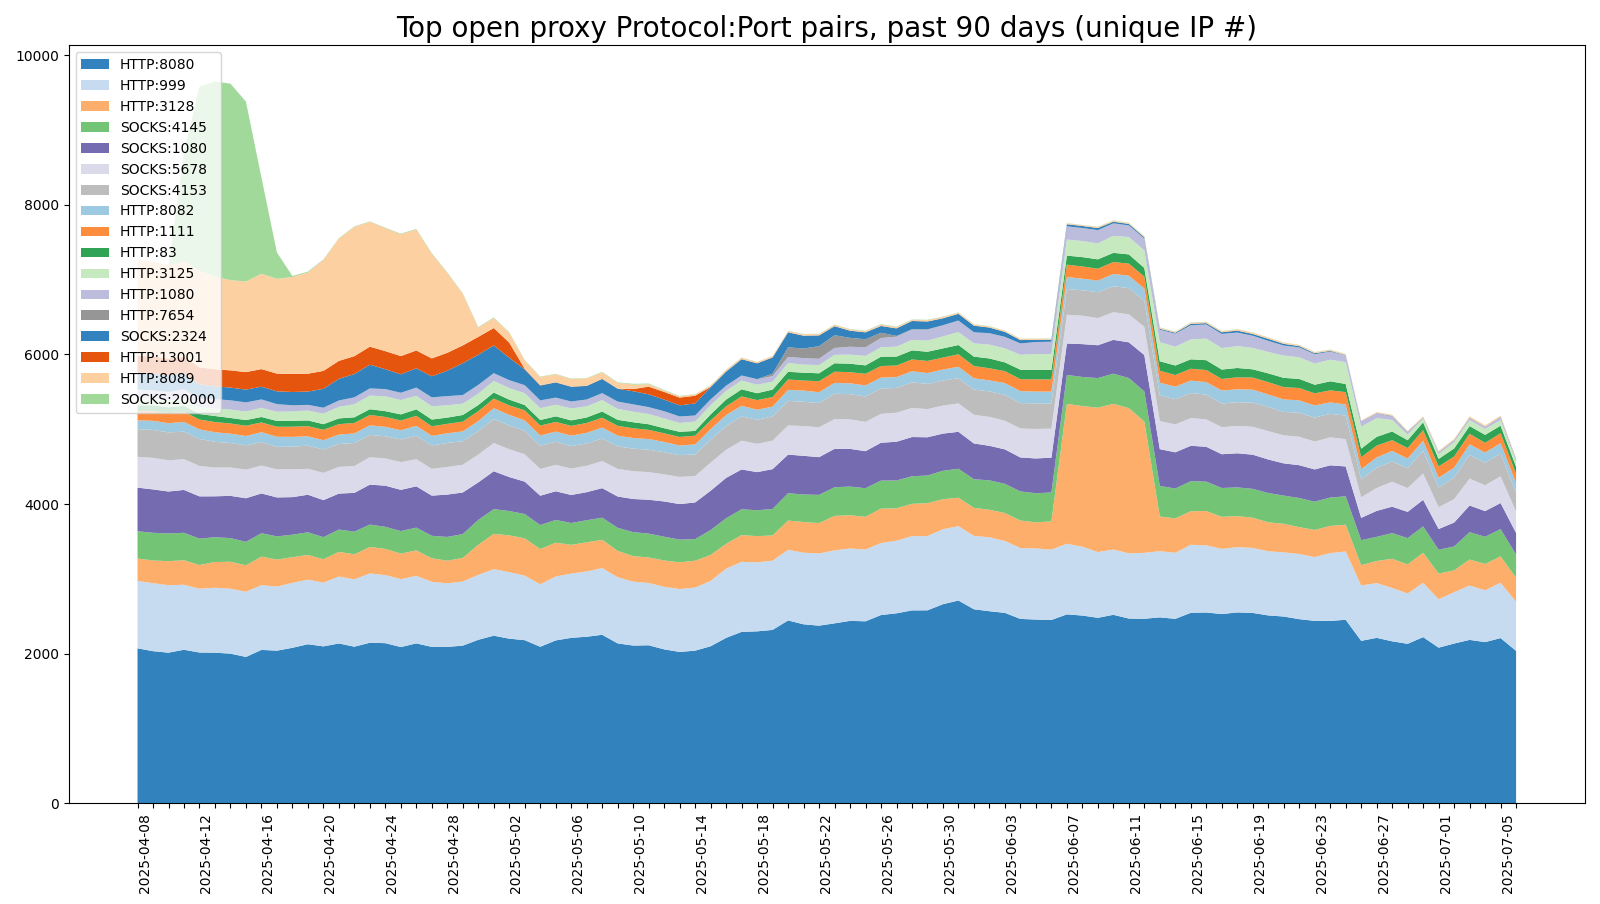 Top open proxy Protocol:Port pairs, past 90 days (unique IP #)
10000
8000
6000
4000
2000
0
HTTP:8080
HTTP:999
HTTP:3128
SOCKS:4145
SOCKS:1080
SOCKS:5678
SOCKS:4153
HTTP:8082
HTTP:1111
HTTP:83
HTTP:3125
HTTP:1080
HTTP:7654
SOCKS:2324
HTTP:13001
HTTP:8089
SOCKS:20000
2025-04-08
2025-04-12
2025-04-16
2025-04-20
2025-04-24
2025-04-28
2025-05-02
2025-05-06
2025-05-10
2025-05-14
2025-05-18
2025-05-22
2025-05-26
2025-05-30
2025-06-03
2025-06-07
2025-06-11
2025-06-15
2025-06-19
2025-06-23
2025-06-27
2025-07-01
2025-07-05